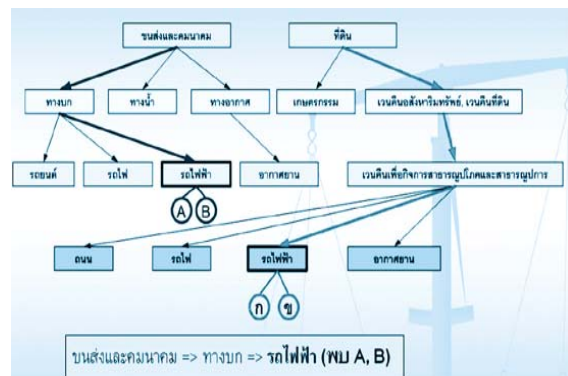 ขนส่งและคมนาคม ที่ดิน
ทางบก ทางน้ำ ทางอากาศ เกษตรกรรม เวนคืนอสังหาริมทรัพย์, เวนคืนที่ดิน
รถยนต์ รถไฟ รถไฟฟ้า อากาศยาน เวนคืนเพื่อกิจการสาธารณูปโภคและสาธารณูปการ
A B
ถนน รถไฟ รถไฟฟ้า อากาศยาน
ก ข
ขนส่งและคมนาคม => ทางบก => รถไฟฟ้า (พบ A, B)